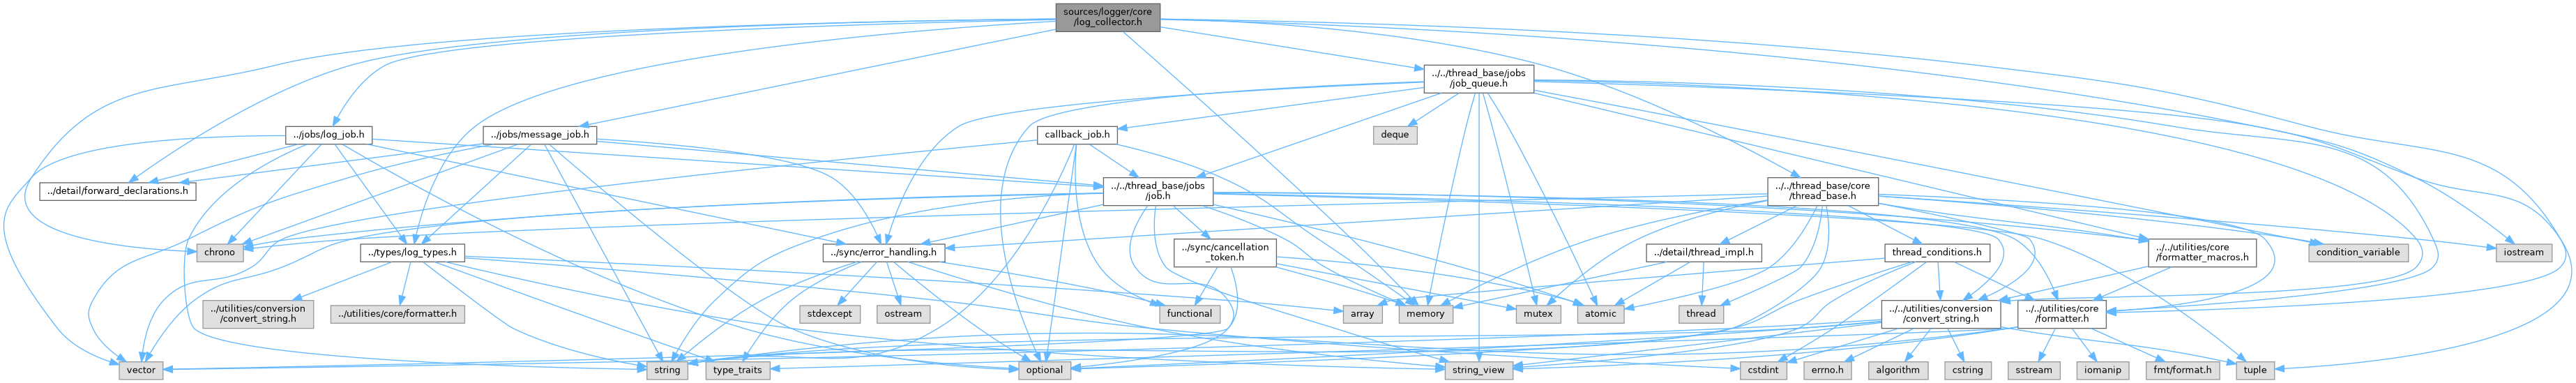 sources/logger/core
/log_collector.h
../../thread_base/jobs
/job_queue.h
../jobs/log_job.h
../jobs/message_job.h
callback_job.h
deque
../detail/forward_declarations.h
../../thread_base/jobs
/job.h
../../thread_base/core
/thread_base.h
chrono
../types/log_types.h
../sync/error_handling.h
../sync/cancellation
_token.h
../detail/thread_impl.h
thread_conditions.h
../../utilities/core
/formatter_macros.h
condition_variable
iostream
../utilities/conversion
/convert_string.h
../utilities/core/formatter.h
stdexcept
ostream
functional
array
memory
mutex
atomic
thread
../../utilities/conversion
/convert_string.h
../../utilities/core
/formatter.h
vector
string
type_traits
optional
string_view
cstdint
errno.h
algorithm
cstring
sstream
iomanip
fmt/format.h
tuple